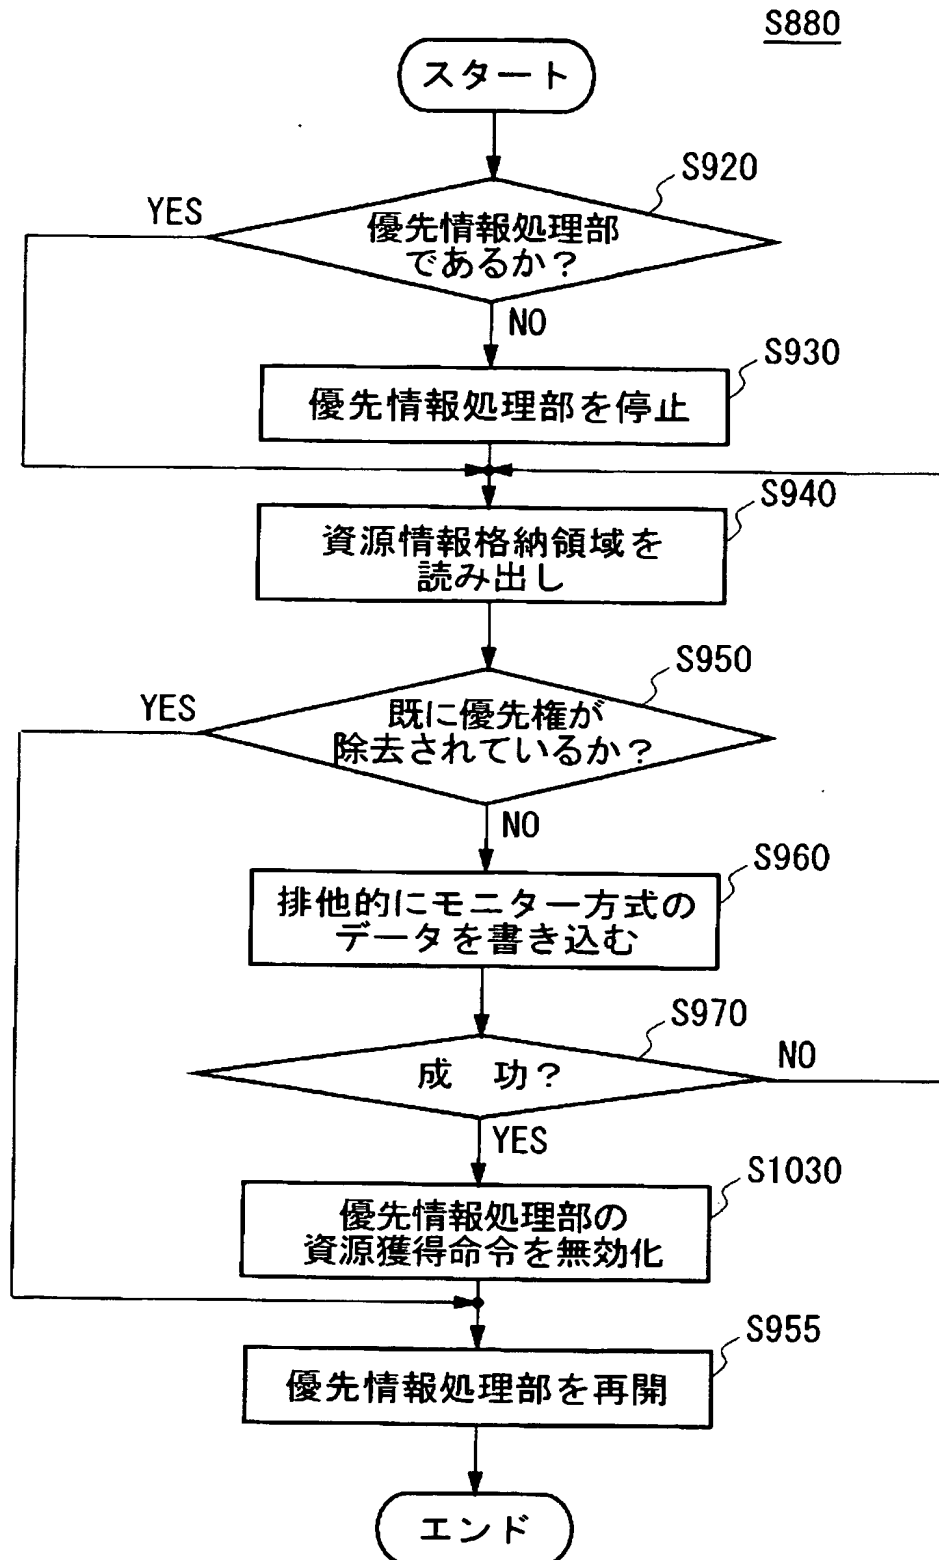 S880
スタート
S920
YES
優先情報処理部
であるか?
NO
S930
優先情報処理部を停止
S940
資源情報格納領域を
読み出し
S950
YES
既に優先権が
除去されているか?
NO
S960
排他的にモニター方式の
データを書き込む
S970
成 功?
NO
YES
S1030
優先情報処理部の
資源獲得命令を無効化
S955
優先情報処理部を再開
エンド